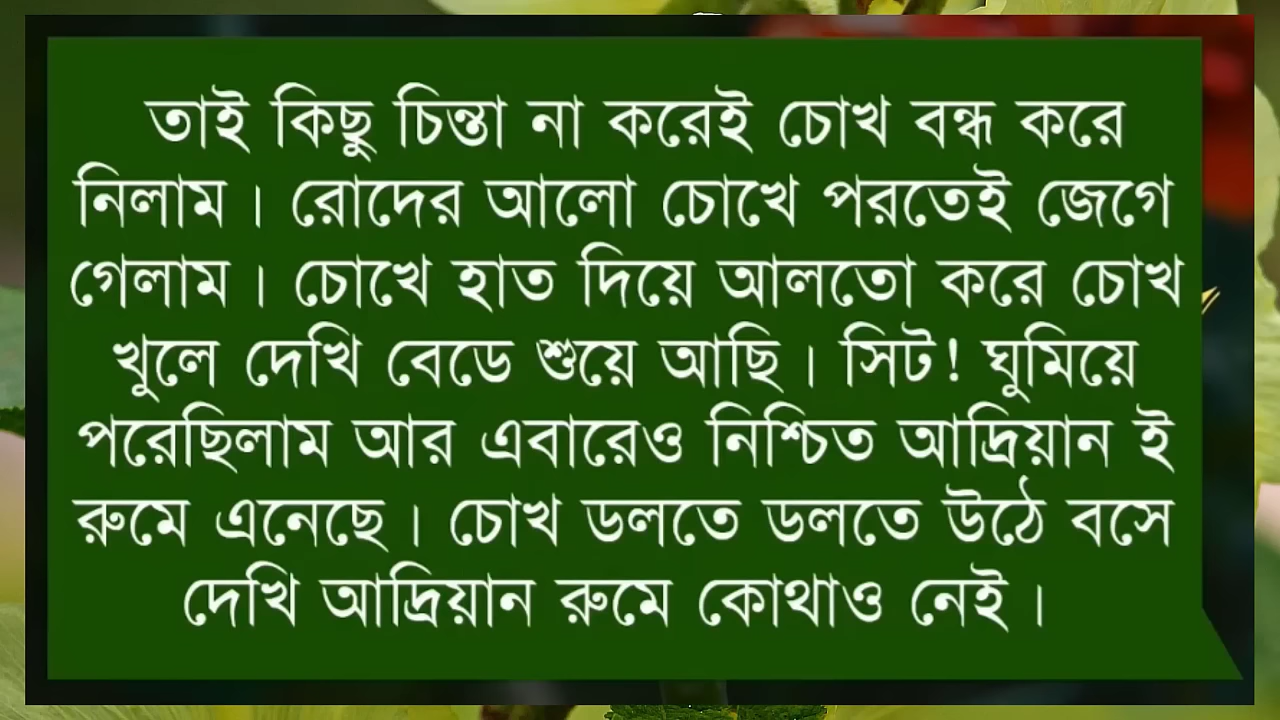 তাই কিছু চিন্তা না করেই চোখ বন্ধ করে
নিলাম। রোদের আলো চোখে পরতেই জেগে
গেলাম। চোখে হাত দিয়ে আলতো করে চোখ
খুলে দেখি বেডে শুয়ে আছি। সিট! ঘুমিয়ে
পরেছিলাম আর এবারেও নিশ্চিত আদ্রিয়ান ই
রুমে এনেছে। চোখ ডলতে ডলতে উঠে বসে
দেখি আদ্রিয়ান রুমে কোথাও নেই।